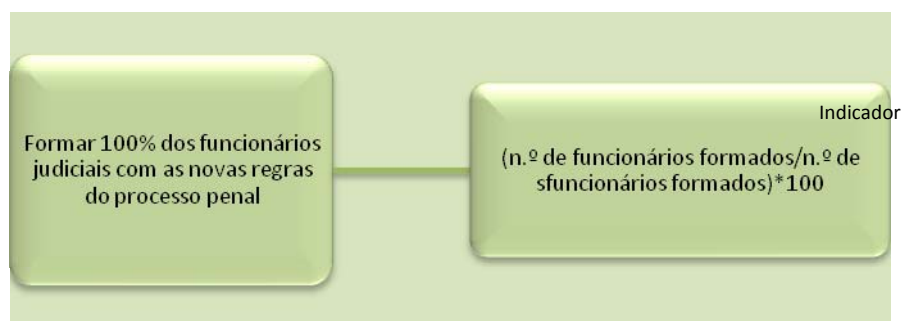 Formar 100% dos funcionários
judiciais com as novas regras
do processo penal
Indicador
(n.º de funcionários formados/n.º de
sfuncionários formados)*100